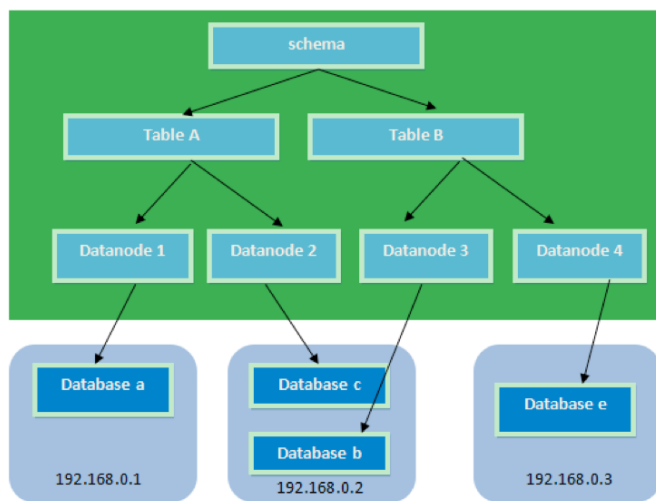 schema
Table A
Table B
Datanode 1
Datanode 2
Datanode 3
Datanode 4
Database a
Database c
Database b
Database e
192.168.0.1
192.168.0.2
192.168.0.3